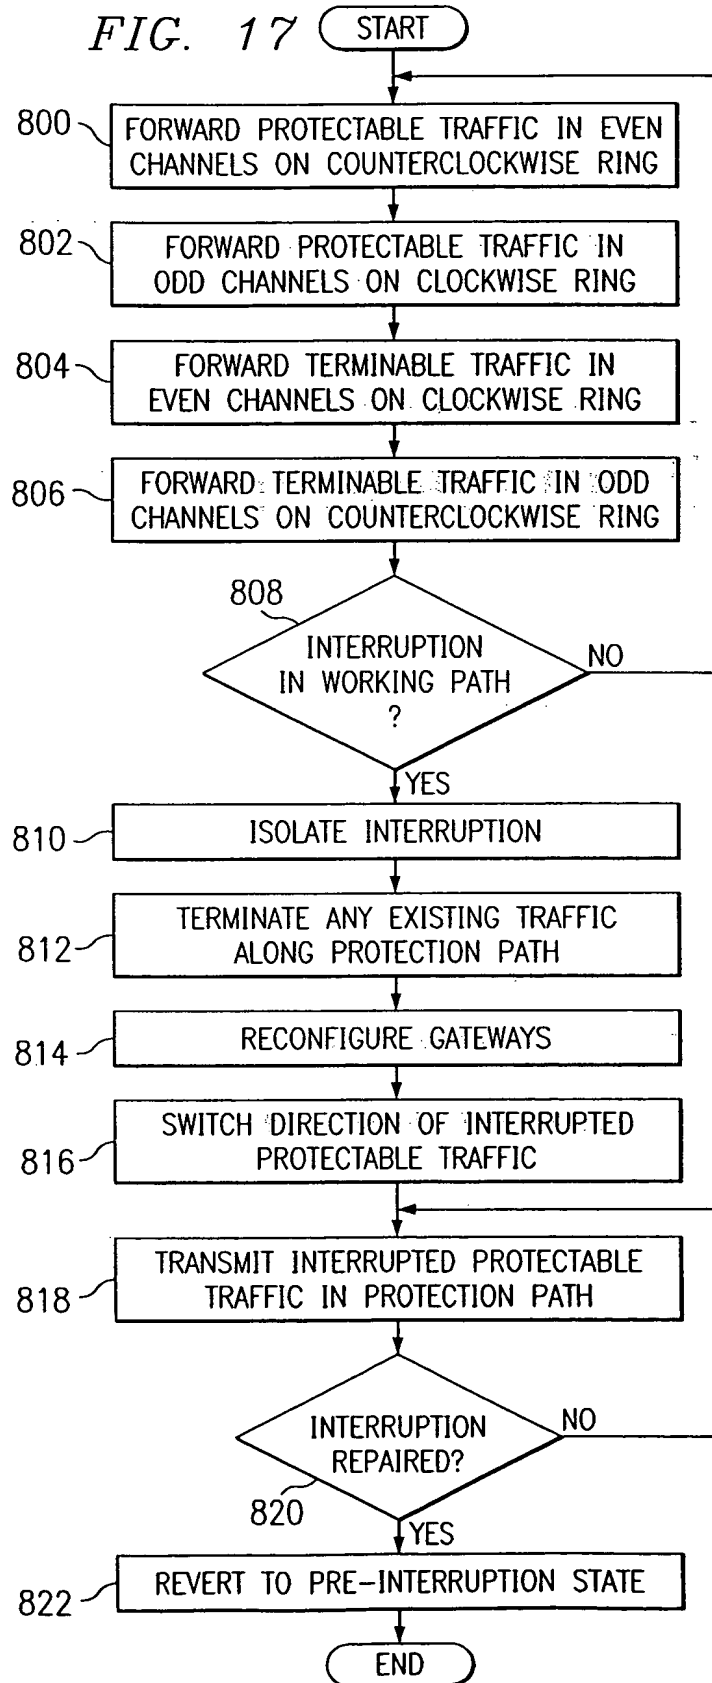 FIG. 17
START
800
FORWARD PROTECTABLE TRAFFIC IN EVEN
CHANNELS ON COUNTERCLOCKWISE RING
802
FORWARD PROTECTABLE TRAFFIC IN
ODD CHANNELS ON CLOCKWISE RING
804
FORWARD TERMINABLE TRAFFIC IN
EVEN CHANNELS ON CLOCKWISE RING
806
FORWARD TERMINABLE TRAFFIC IN ODD
CHANNELS ON COUNTERCLOCKWISE RING
808
INTERRUPTION
IN WORKING PATH
?
NO
YES
810
ISOLATE INTERRUPTION
812
TERMINATE ANY EXISTING TRAFFIC
ALONG PROTECTION PATH
814
RECONFIGURE GATEWAYS
816
SWITCH DIRECTION OF INTERRUPTED
PROTECTABLE TRAFFIC
818
TRANSMIT INTERRUPTED PROTECTABLE
TRAFFIC IN PROTECTION PATH
INTERRUPTION
REPAIRED?
NO
820
YES
822
REVERT TO PRE-INTERRUPTION STATE
END